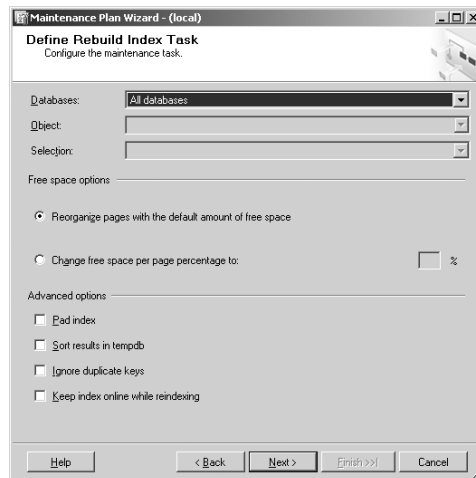 Maintenance Plan Wizard - (local)
Define Rebuild Index Task
Configure the maintenance task.
Databases: All databases
Object:
Selection:
Free space options
Reorganize pages with the default amount of free space
Change free space per page percentage to: %
Advanced options
Pad index
Sort results in tempdb
Ignore duplicate keys
Keep index online while reindexing
Help < Back Next > Finish >>| Cancel